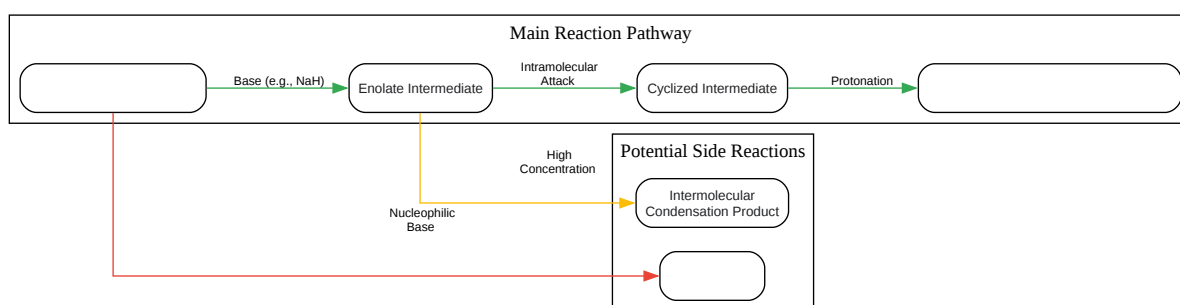 Main Reaction Pathway
Base (e.g., NaH)
Enolate Intermediate
Intramolecular
Attack
Cyclized Intermediate
Protonation
Potential Side Reactions
High
Concentration
Intermolecular
Condensation Product
Nucleophilic
Base